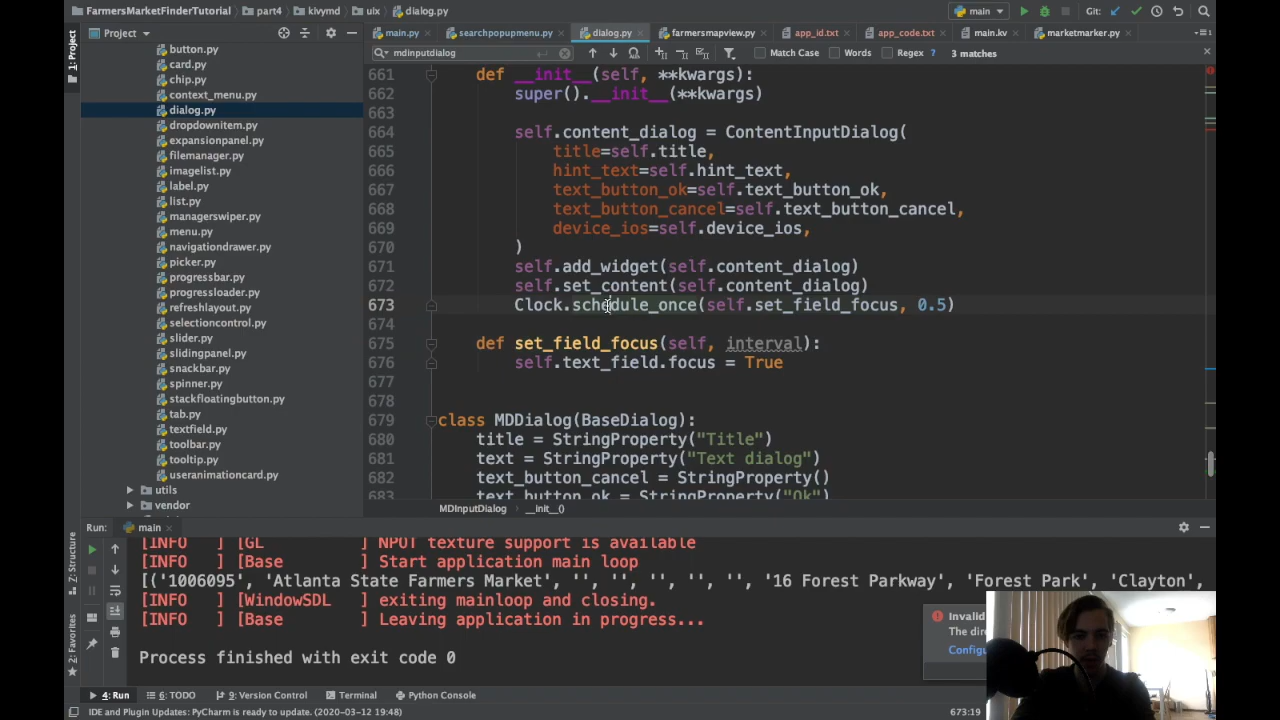 FarmersMarketFinderTutorial part4 kivymd uix dialog.py main Git:
Project main.py searchpopupmenu.py dialog.py farmersmapview.py app_id.txt app_code.txt main.kv marketmarker.py
mdinputdialog Match Case Words Regex ? 3 matches
1: Project
button.py
card.py
chip.py
context_menu.py
dialog.py
dropdownitem.py
expansionpanel.py
filemanager.py
imagelist.py
label.py
list.py
managerswiper.py
menu.py
navigationdrawer.py
picker.py
progressbar.py
progressloader.py
refreshlayout.py
selectioncontrol.py
slider.py
slidingpanel.py
snackbar.py
spinner.py
stackfloatingbutton.py
tab.py
textfield.py
toolbar.py
tooltip.py
useranimationcard.py
utils
vendor
661 def __init__(self, **kwargs):
662 super().__init__(**kwargs)
663
664 self.content_dialog = ContentInputDialog(
665 title=self.title,
666 hint_text=self.hint_text,
667 text_button_ok=self.text_button_ok,
668 text_button_cancel=self.text_button_cancel,
669 device_ios=self.device_ios,
670 )
671 self.add_widget(self.content_dialog)
672 self.set_content(self.content_dialog)
673 Clock.schedule_once(self.set_field_focus, 0.5)
674
675 def set_field_focus(self, interval):
676 self.text_field.focus = True
677
678
679 class MDDialog(BaseDialog):
680 title = StringProperty("Title")
681 text = StringProperty("Text dialog")
682 text_button_cancel = StringProperty()
683 text_button_ok = StringProperty("Ok")
MDInputDialog __init__()
Run: main
[INFO ] [GL ] NPOT texture support is available
[INFO ] [Base ] Start application main loop
[('1006095', 'Atlanta State Farmers Market', '', '', '', '', '', '16 Forest Parkway', 'Forest Park', 'Clayton',
[INFO ] [WindowSDL ] exiting mainloop and closing.
[INFO ] [Base ] Leaving application in progress...
Process finished with exit code 0
Z: Structure
2: Favorites
Invalid
The dire
Config
4: Run 6: TODO 9: Version Control Terminal Python Console
IDE and Plugin Updates: PyCharm is ready to update. (2020-03-12 19:48) 673:19